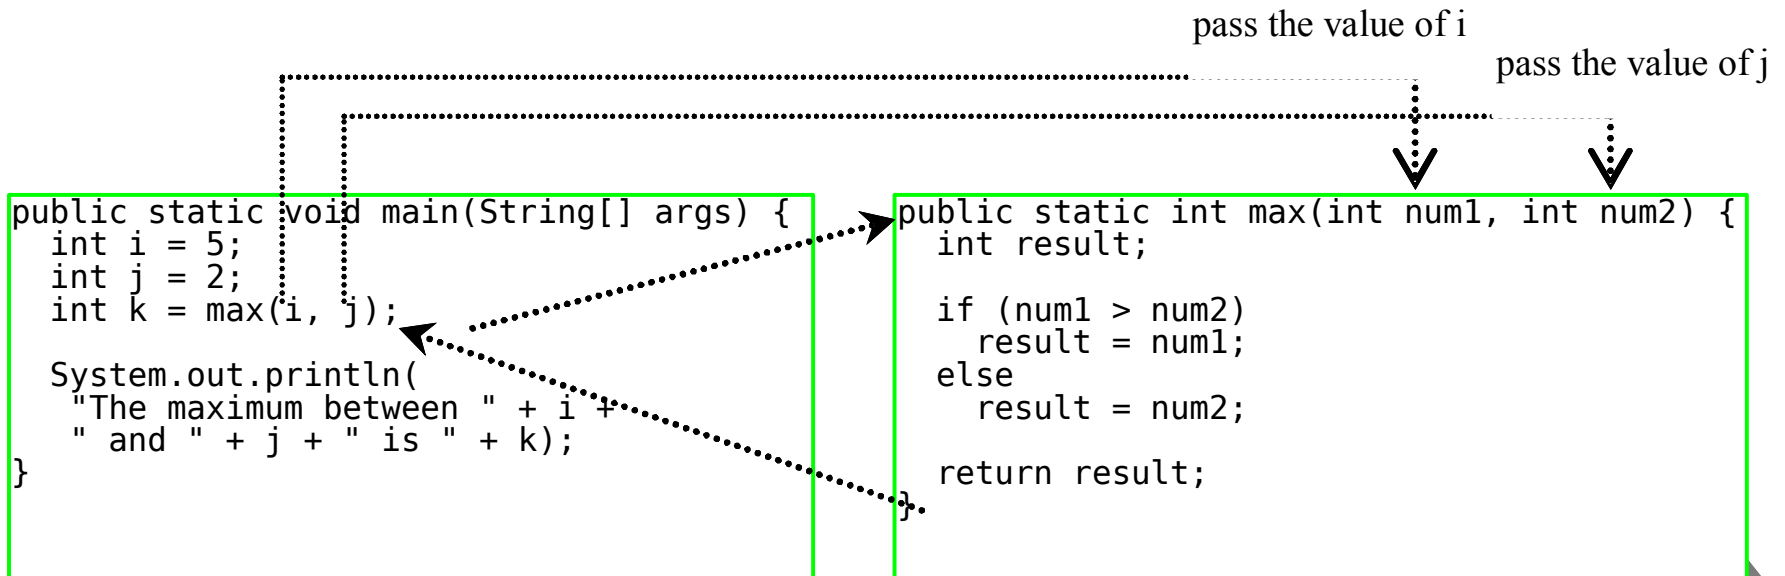 pass the value of i
pass the value of j
public static void main(String[] args) {
int i = 5;
int j = 2;
int k = max(i, j);
System.out.println(
"The maximum between " + i +
" and " + j + " is " + k);
}
public static int max(int num1, int num2) {
int result;
if (num1 > num2)
result = num1;
else
result = num2;
return result;
}